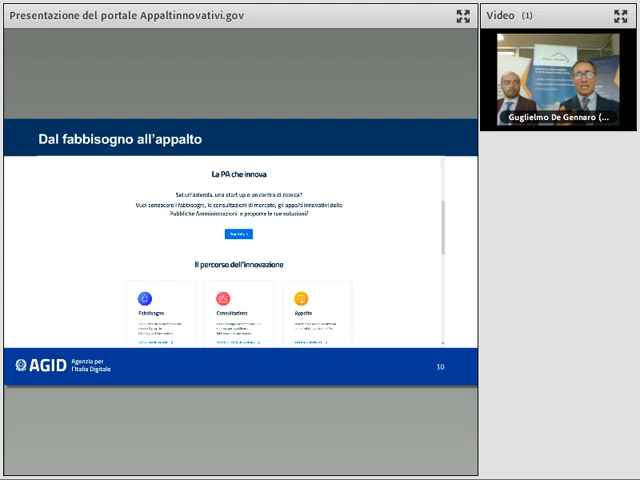 Presentazione del portale Appaltinnovativi.gov
Video (1)
Guglielmo De Gennaro (...
Dal fabbisogno all'appalto
La PA che innova
Sei un'azienda, una start up o un centro di ricerca?
Vuoi conoscere i fabbisogni, le consultazioni di mercato, gli appalti innovativi delle
Pubbliche Amministrazioni e proporre le tue soluzioni?
Il percorso dell'innovazione
Fabbisogno
Consultazione
Appalto
AGID
Agenzia per
l'Italia Digitale
10